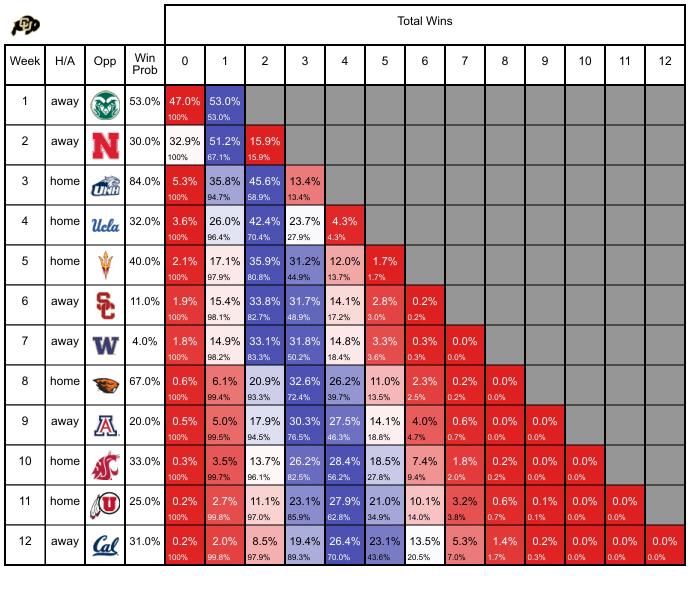 Total Wins
Week H/A Opp Win Prob 0 1 2 3 4 5 6 7 8 9 10 11 12
1 away 53.0% 47.0% 53.0%
100% 53.0%
2 away N 30.0% 32.9% 51.2% 15.9%
100% 67.1% 15.9%
3 home UNH 84.0% 5.3% 35.8% 45.6% 13.4%
100% 94.7% 58.9% 13.4%
4 home Ucla 32.0% 3.6% 26.0% 42.4% 23.7% 4.3%
100% 96.4% 70.4% 27.9% 4.3%
5 home 40.0% 2.1% 17.1% 35.9% 31.2% 12.0% 1.7%
100% 97.9% 80.8% 44.9% 13.7% 1.7%
6 away SC 11.0% 1.9% 15.4% 33.8% 31.7% 14.1% 2.8% 0.2%
100% 98.1% 82.7% 48.9% 17.2% 3.0% 0.2%
7 away W 4.0% 1.8% 14.9% 33.1% 31.8% 14.8% 3.3% 0.3% 0.0%
100% 98.2% 83.3% 50.2% 18.4% 3.6% 0.3% 0.0%
8 home 67.0% 0.6% 6.1% 20.9% 32.6% 26.2% 11.0% 2.3% 0.2% 0.0%
100% 99.4% 93.3% 72.4% 39.7% 13.5% 2.5% 0.2% 0.0%
9 away A 20.0% 0.5% 5.0% 17.9% 30.3% 27.5% 14.1% 4.0% 0.6% 0.0% 0.0%
100% 99.5% 94.5% 76.5% 46.3% 18.8% 4.7% 0.7% 0.0% 0.0%
10 home 33.0% 0.3% 3.5% 13.7% 26.2% 28.4% 18.5% 7.4% 1.8% 0.2% 0.0% 0.0%
100% 99.7% 96.1% 82.5% 56.2% 27.8% 9.4% 2.0% 0.2% 0.0% 0.0%
11 home U 25.0% 0.2% 2.7% 11.1% 23.1% 27.9% 21.0% 10.1% 3.2% 0.6% 0.1% 0.0% 0.0%
100% 99.8% 97.0% 85.9% 62.8% 34.9% 14.0% 3.8% 0.7% 0.1% 0.0% 0.0%
12 away Cal 31.0% 0.2% 2.0% 8.5% 19.4% 26.4% 23.1% 13.5% 5.3% 1.4% 0.2% 0.0% 0.0% 0.0%
100% 99.8% 97.9% 89.3% 70.0% 43.6% 20.5% 7.0% 1.7% 0.3% 0.0% 0.0% 0.0%